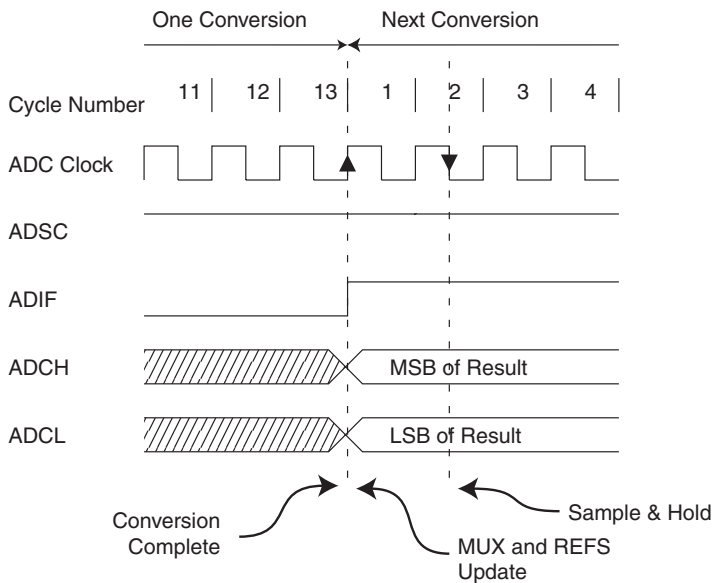 One Conversion Next Conversion
Cycle Number 11 12 13 1 2 3 4
ADC Clock
ADSC
ADIF
ADCH MSB of Result
ADCL LSB of Result
Sample & Hold
Conversion
Complete
MUX and REFS
Update